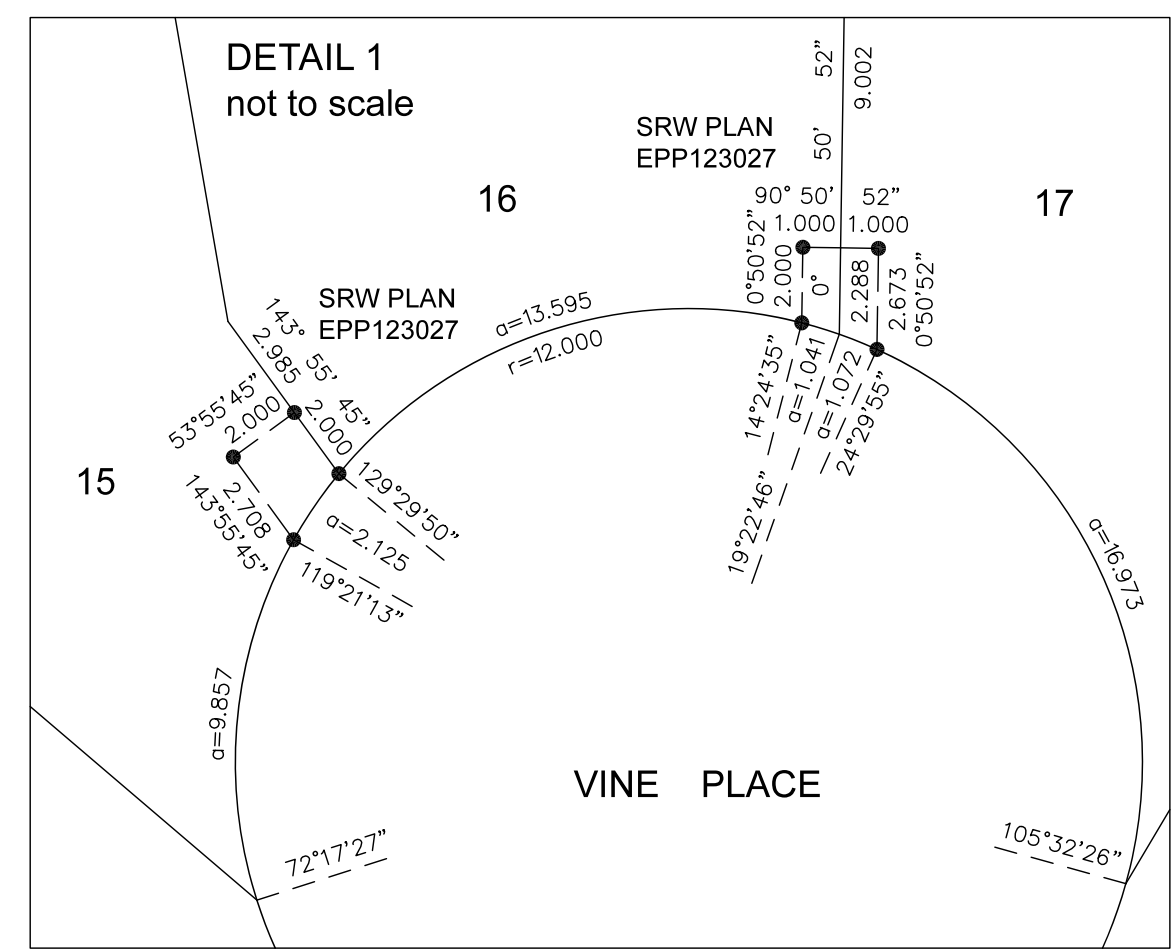 DETAIL 1
not to scale
52”
9.002
50’
SRW PLAN
EPP123027
16
17
90° 50’ 52”
1.000 1.000
0°50’52”
2.000
0°
2.288
2.673
0°50’52”
SRW PLAN
EPP123027
143° 55’ 45”
2.985
2.000
a=13.595
r=12.000
53°55’45”
2.000
15
2.708
143°55’45”
129°29’50”
a=2.125
119°21’13”
14°24’35”
a=1.041
a=1.072
24°29’55”
19°22’46”
a=16.973
a=9.857
VINE PLACE
72°17’27”
105°32’26”